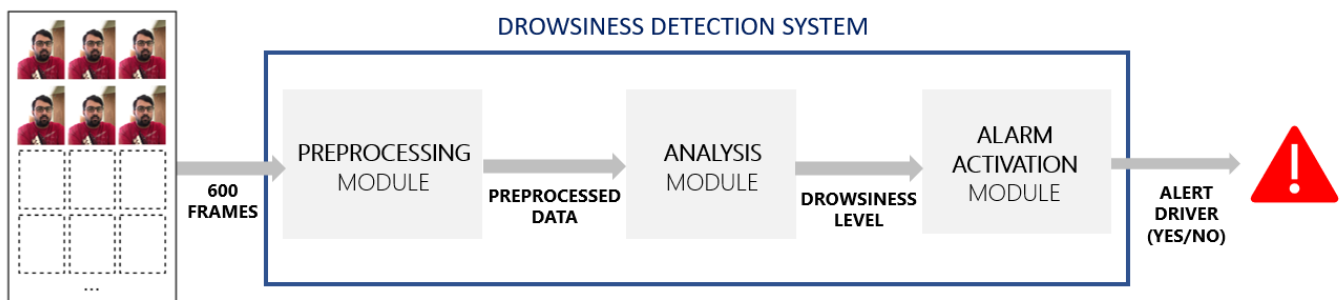 DROWSINESS DETECTION SYSTEM
...
600
FRAMES
PREPROCESSING
MODULE
PREPROCESSED
DATA
ANALYSIS
MODULE
DROWSINESS
LEVEL
ALARM
ACTIVATION
MODULE
ALERT
DRIVER
(YES/NO)